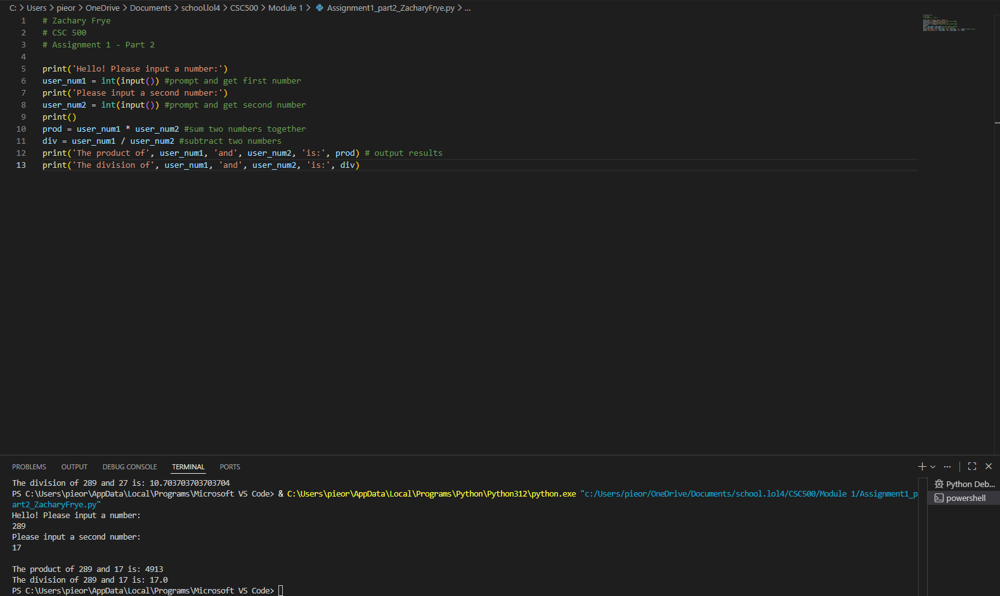 C: > Users > pieor > OneDrive > Documents > school.lol4 > CSC500 > Module 1 > Assignment1_part2_ZacharyFrye.py > ...
1 # Zachary Frye
2 # CSC 500
3 # Assignment 1 - Part 2
4
5 print('Hello! Please input a number:')
6 user_num1 = int(input()) #prompt and get first number
7 print('Please input a second number:')
8 user_num2 = int(input()) #prompt and get second number
9 print()
10 prod = user_num1 * user_num2 #sum two numbers together
11 div = user_num1 / user_num2 #subtract two numbers
12 print('The product of', user_num1, 'and', user_num2, 'is:', prod) # output results
13 print('The division of', user_num1, 'and', user_num2, 'is:', div)
PROBLEMS OUTPUT DEBUG CONSOLE TERMINAL PORTS
The division of 289 and 27 is: 10.703703703703704
PS C:\Users\pieor\AppData\Local\Programs\Microsoft VS Code> & C:\Users\pieor\AppData\Local\Programs\Python\Python312\python.exe "c:/Users/pieor/OneDrive/Documents/school.lol4/CSC500/Module 1/Assignment1_p
art2_ZacharyFrye.py"
Hello! Please input a number:
289
Please input a second number:
17
The product of 289 and 17 is: 4913
The division of 289 and 17 is: 17.0
PS C:\Users\pieor\AppData\Local\Programs\Microsoft VS Code>
Python Deb...
powershell